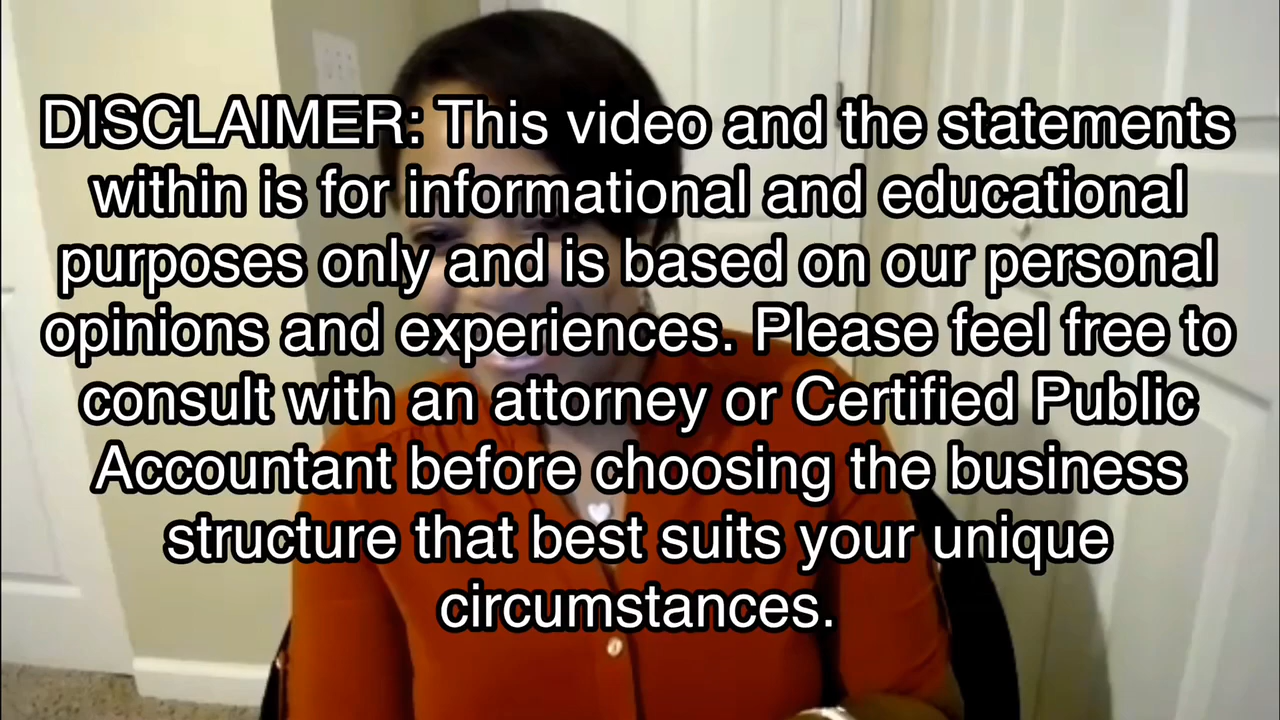 DISCLAIMER: This video and the statements
within is for informational and educational
purposes only and is based on our personal
opinions and experiences. Please feel free to
consult with an attorney or Certified Public
Accountant before choosing the business
structure that best suits your unique
circumstances.